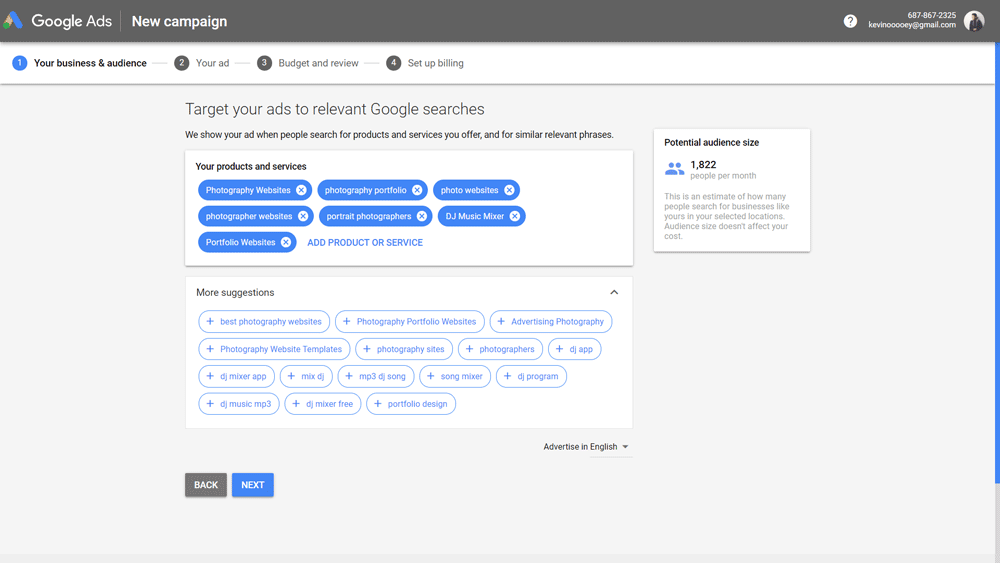 Google Ads New campaign
687-867-2325
kevinooooey@gmail.com
1 Your business & audience 2 Your ad 3 Budget and review 4 Set up billing
Target your ads to relevant Google searches
We show your ad when people search for products and services you offer, and for similar relevant phrases.
Your products and services
Photography Websites photography portfolio photo websites
photographer websites portrait photographers DJ Music Mixer
Portfolio Websites ADD PRODUCT OR SERVICE
Potential audience size
1,822
people per month
This is an estimate of how many
people search for businesses like
yours in your selected locations.
Audience size doesn't affect your
cost.
More suggestions
+ best photography websites + Photography Portfolio Websites + Advertising Photography
+ Photography Website Templates + photography sites + photographers + dj app
+ dj mixer app + mix dj + mp3 dj song + song mixer + dj program
+ dj music mp3 + dj mixer free + portfolio design
Advertise in English
BACK NEXT